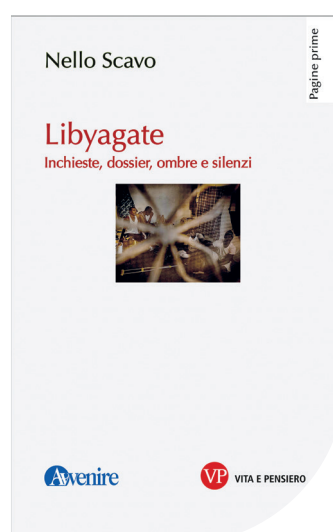 Pagine prime
Nello Scavo
Libyagate
Inchieste, dossier, ombre e silenzi
Avvenire
VP VITA E PENSIERO